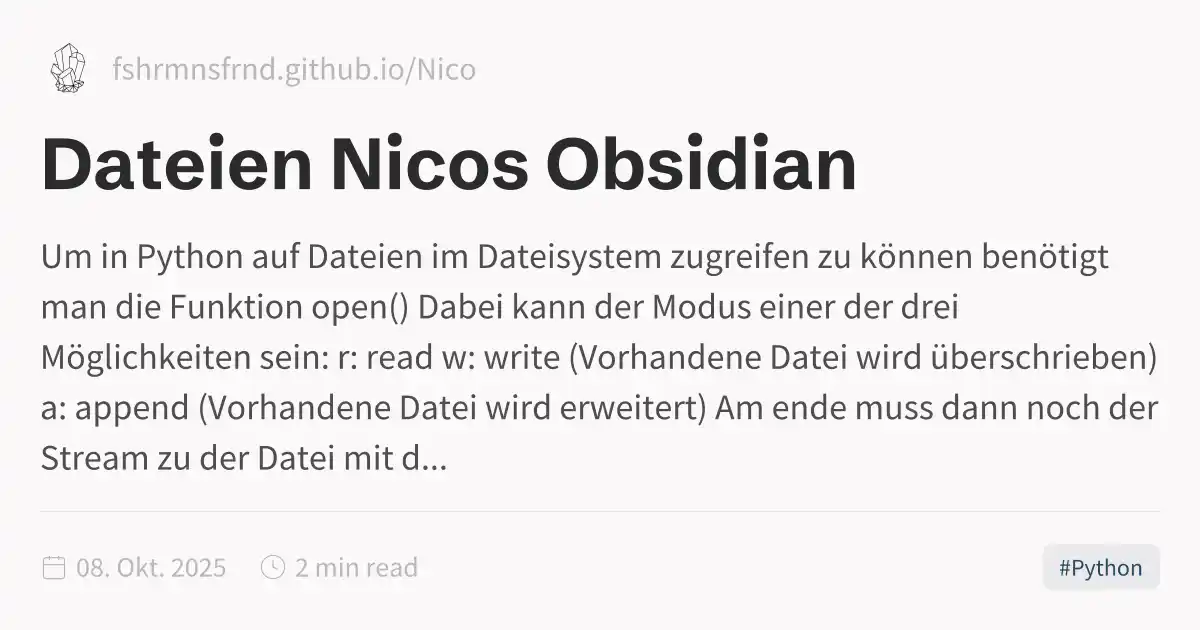 fshrmnsfrnd.github.io/Nico
Dateien Nicos Obsidian
Um in Python auf Dateien im Dateisystem zugreifen zu können benötigt
man die Funktion open() Dabei kann der Modus einer der drei
Möglichkeiten sein: r: read w: write (Vorhandene Datei wird überschrieben)
a: append (Vorhandene Datei wird erweitert) Am ende muss dann noch der
Stream zu der Datei mit d...
08. Okt. 2025 2 min read #Python